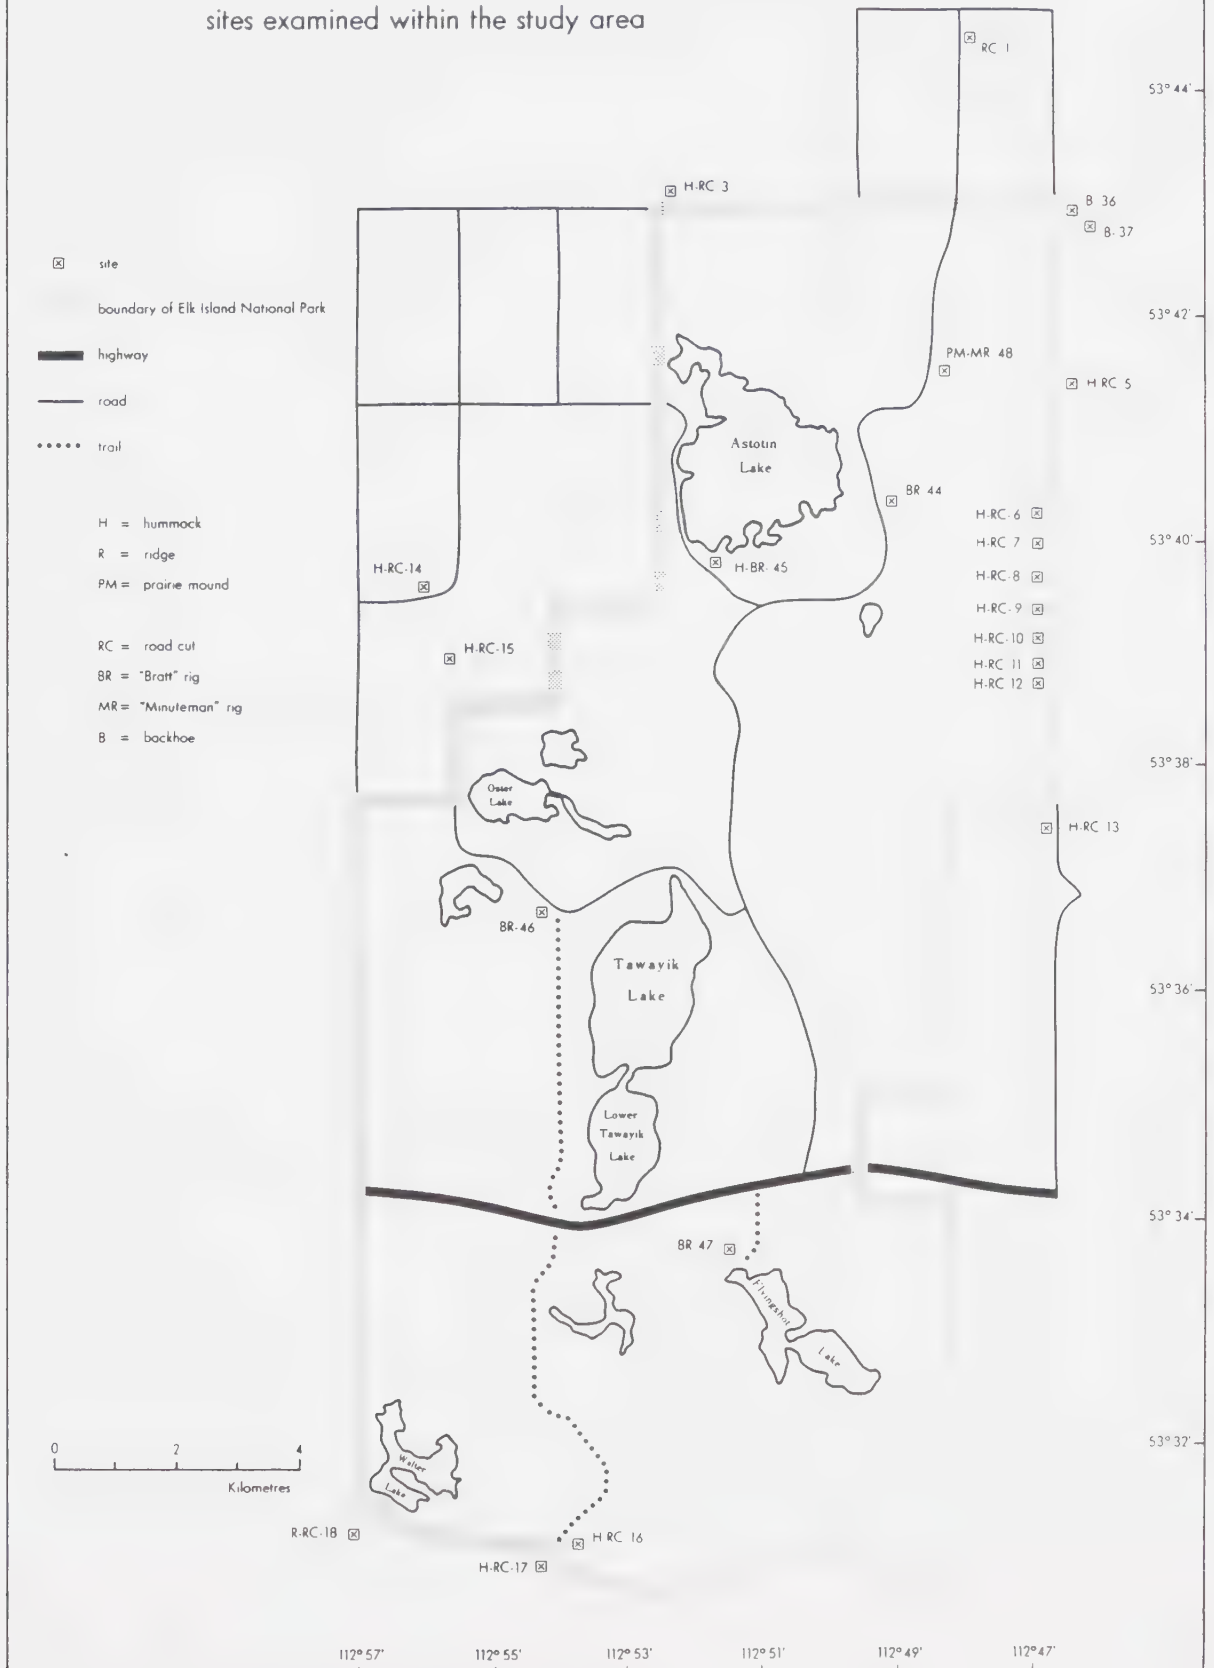 sites examined within the study area
RC 1
53° 44'
H-RC 3
B 36
B-37
site
boundary of Elk Island National Park
53° 42'
highway
PM-MR 48
H RC 5
road
trail
Astotin
Lake
BR 44
H = hummock
H-RC-6
R = ridge
H-RC 7
53° 40'
PM = prairie mound
H-RC-14
H-BR-45
H-RC-8
H-RC-9
H-RC-15
H-RC-10
RC = road cut
H-RC 11
BR = "Bratt" rig
H-RC 12
MR = "Minuteman" rig
B = backhoe
53° 38'
Oster
Lake
H-RC 13
BR-46
Tawayik
Lake
53° 36'
Lower
Tawayik
Lake
53° 34'
BR 47
Flyingshot
Lake
0 2 4
Kilometres
Walter
Lake
53° 37'
R-RC-18
H RC 16
H-RC-17
112° 57' 112° 55' 112° 53' 112° 51' 112° 49' 112° 47'